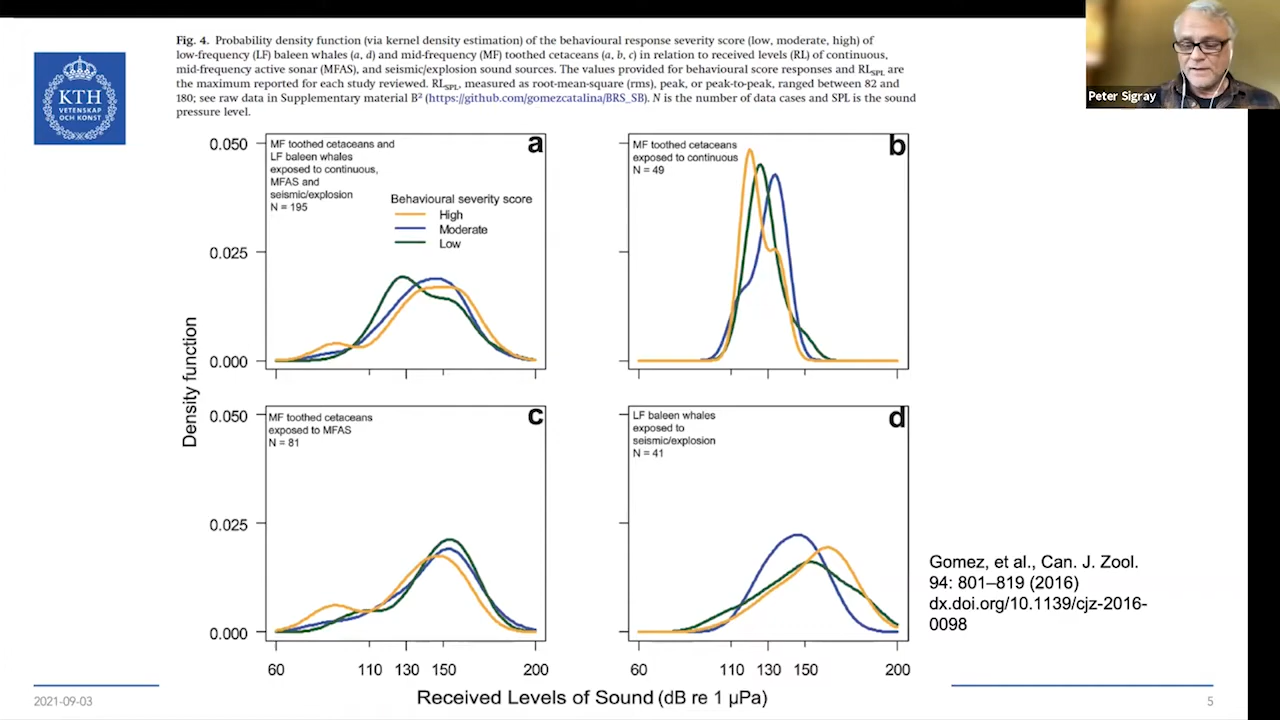 Fig. 4. Probability density function (via kernel density estimation) of the behavioural response severity score (low, moderate, high) of
low-frequency (LF) baleen whales (a, d) and mid-frequency (MF) toothed cetaceans (a, b, c) in relation to received levels (RL) of continuous,
mid-frequency active sonar (MFAS), and seismic/explosion sound sources. The values provided for behavioural score responses and RLSPL are
the maximum reported for each study reviewed. RLSPL, measured as root-mean-square (rms), peak, or peak-to-peak, ranged between 82 and
180; see raw data in Supplementary material B² (https://github.com/gomezcatalina/BRS_SB). N is the number of data cases and SPL is the sound
pressure level.
KTH
VETENSKAP
OCH KONST
Peter Sigray
Density function
0.050
0.025
0.000
MF toothed cetaceans and
LF baleen whales
exposed to continuous,
MFAS and
seismic/explosion
N = 195
a
Behavioural severity score
High
Moderate
Low
MF toothed cetaceans
exposed to continuous
N = 49
b
0.050
0.025
0.000
MF toothed cetaceans
exposed to MFAS
N = 81
c
LF baleen whales
exposed to
seismic/explosion
N = 41
d
60 110 130 150 200
60 110 130 150 200
Received Levels of Sound (dB re 1 µPa)
Gomez, et al., Can. J. Zool.
94: 801–819 (2016)
dx.doi.org/10.1139/cjz-2016-
0098
2021-09-03
5